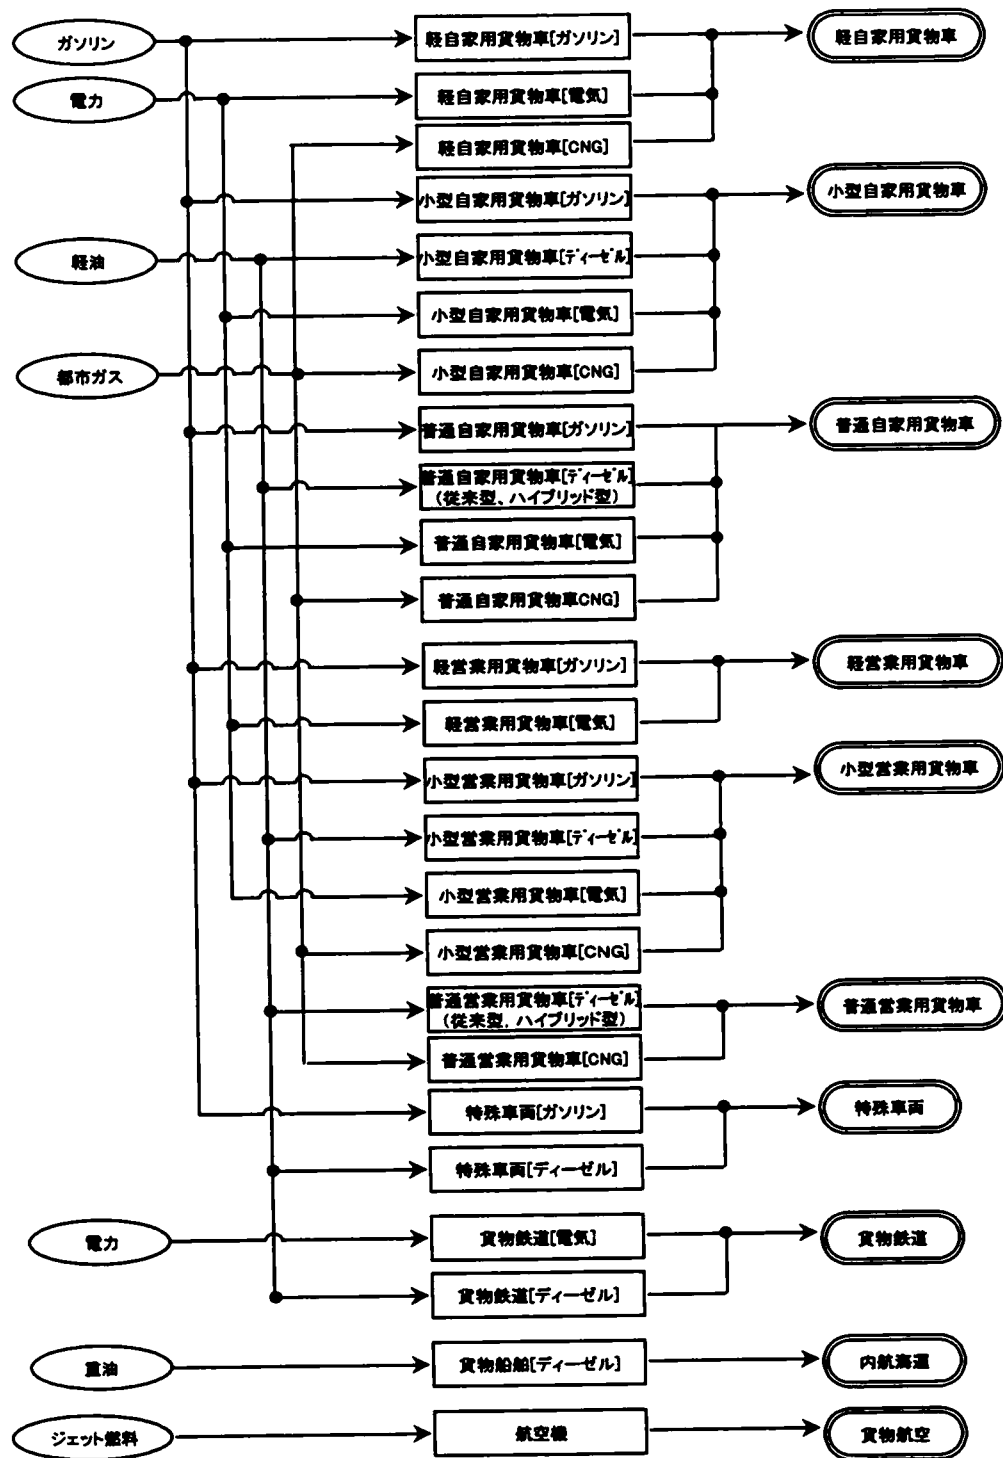 ガソリン
軽自家用貨物車[ガソリン]
軽自家用貨物車
電力
軽自家用貨物車[電気]
軽自家用貨物車[CNG]
小型自家用貨物車[ガソリン]
小型自家用貨物車
軽油
小型自家用貨物車[ディーゼル]
小型自家用貨物車[電気]
都市ガス
小型自家用貨物車[CNG]
普通自家用貨物車[ガソリン]
普通自家用貨物車
普通自家用貨物車[ディーゼル]
(従来型、ハイブリッド型)
普通自家用貨物車[電気]
普通自家用貨物車CNG]
軽営業用貨物車[ガソリン]
軽営業用貨物車
軽営業用貨物車[電気]
小型営業用貨物車[ガソリン]
小型営業用貨物車
小型営業用貨物車[ディーゼル]
小型営業用貨物車[電気]
小型営業用貨物車[CNG]
普通営業用貨物車[ディーゼル]
(従来型, ハイブリッド型)
普通営業用貨物車
普通営業用貨物車[CNG]
特殊車両[ガソリン]
特殊車両
特殊車両[ディーゼル]
電力
貨物鉄道[電気]
貨物鉄道
貨物鉄道[ディーゼル]
重油
貨物船舶[ディーゼル]
内航海運
ジェット燃料
航空機
貨物航空